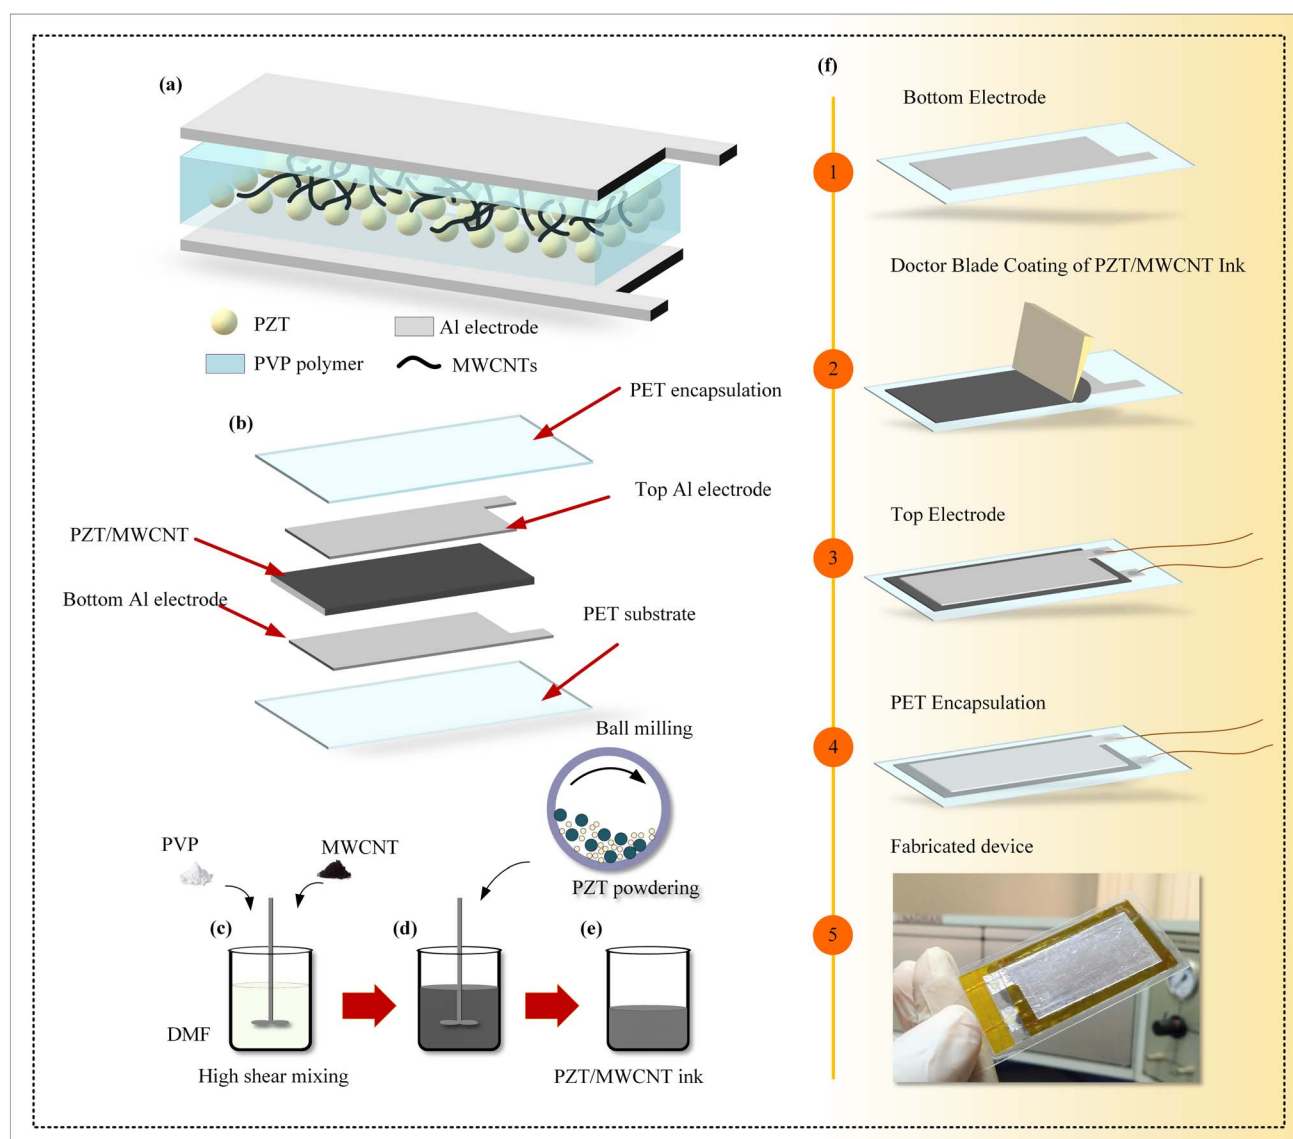 (a)
PZT
Al electrode
PVP polymer
MWCNTs
(b)
PET encapsulation
Top Al electrode
PZT/MWCNT
Bottom Al electrode
PET substrate
Ball milling
PZT powdering
PVP
MWCNT
(c)
(d)
(e)
DMF
High shear mixing
PZT/MWCNT ink
(f)
Bottom Electrode
1
Doctor Blade Coating of PZT/MWCNT Ink
2
Top Electrode
3
PET Encapsulation
4
Fabricated device
5